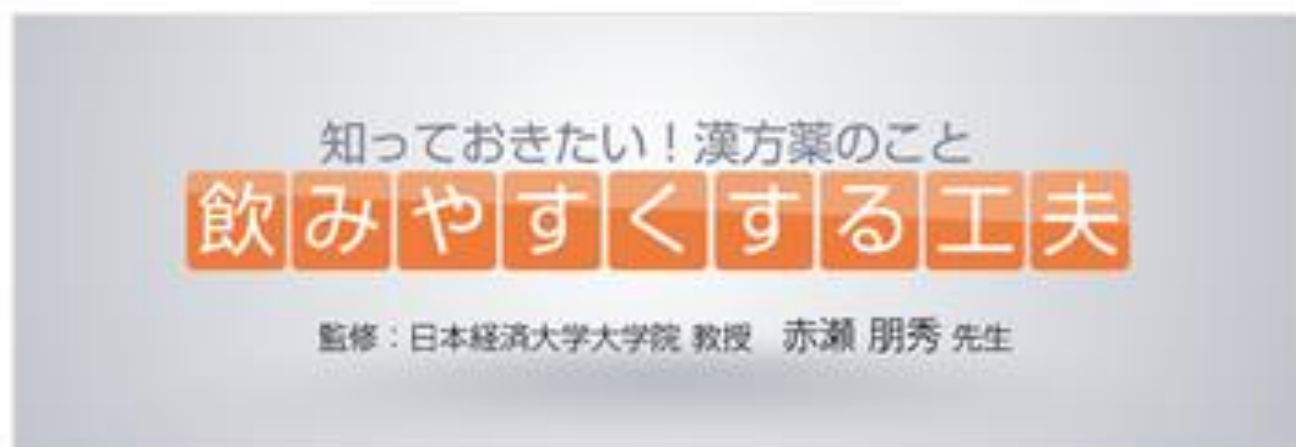 知っておきたい！漢方薬のこと
飲みやすくする工夫
監修：日本経済大学大学院 教授　赤瀬 朋秀 先生